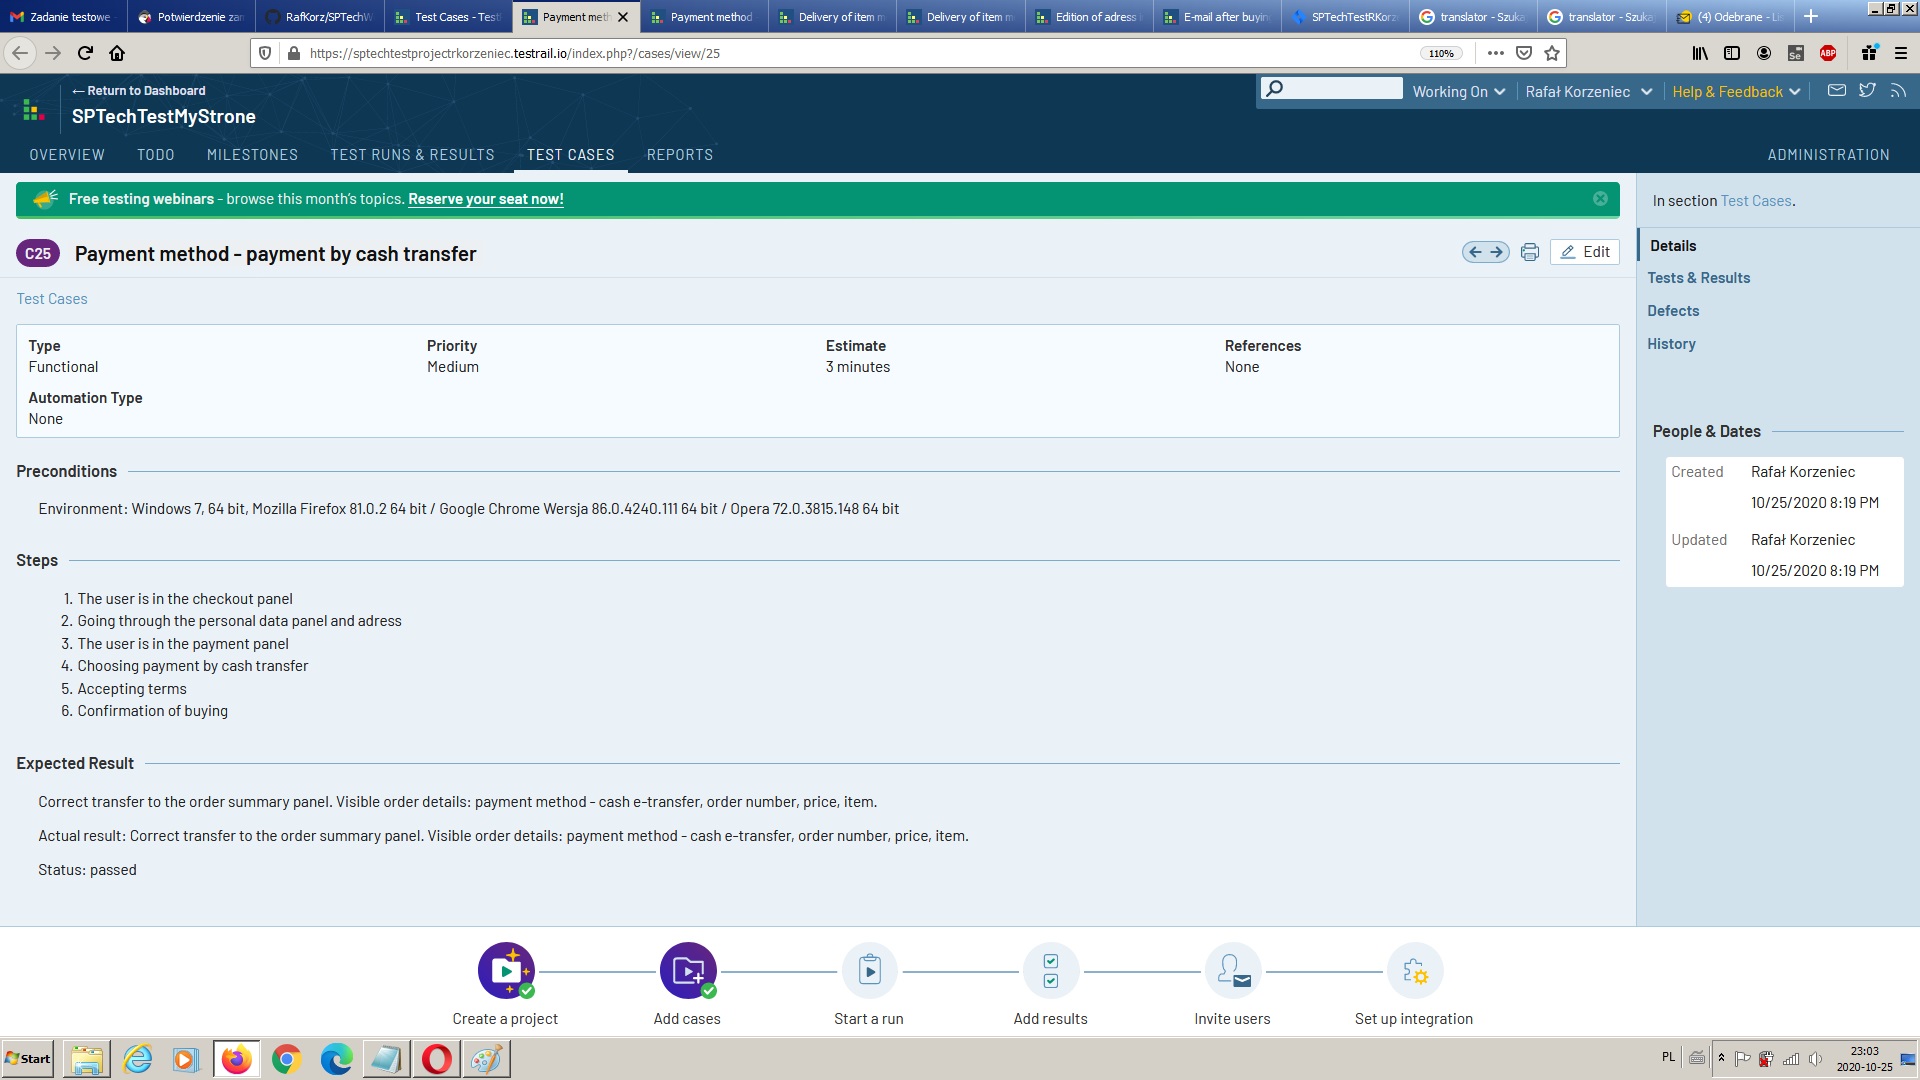 Zadanie testowe
Potwierdzenie zam
RafKorz/SPTechW
Test Cases - Test
Payment meth
Payment method
Delivery of item m
Delivery of item m
Edition of adress
E-mail after buyin
SPTechTestRKorz
translator - Szuka
translator - Szuka
(4) Odebrane - Lis
https://sptechtestprojectrkorzeniec.testrail.io/index.php?/cases/view/25
110%
Se
ABP
← Return to Dashboard
SPTechTestMyStrone
Working On
Rafał Korzeniec
Help & Feedback
OVERVIEW
TODO
MILESTONES
TEST RUNS & RESULTS
TEST CASES
REPORTS
ADMINISTRATION
Free testing webinars - browse this month's topics. Reserve your seat now!
In section Test Cases.
C25
Payment method - payment by cash transfer
Edit
Details
Tests & Results
Defects
History
Test Cases
Type
Functional
Priority
Medium
Estimate
3 minutes
References
None
Automation Type
None
People & Dates
Created
Rafał Korzeniec
10/25/2020 8:19 PM
Updated
Rafał Korzeniec
10/25/2020 8:19 PM
Preconditions
Environment: Windows 7, 64 bit, Mozilla Firefox 81.0.2 64 bit / Google Chrome Wersja 86.0.4240.111 64 bit / Opera 72.0.3815.148 64 bit
Steps
1. The user is in the checkout panel
2. Going through the personal data panel and adress
3. The user is in the payment panel
4. Choosing payment by cash transfer
5. Accepting terms
6. Confirmation of buying
Expected Result
Correct transfer to the order summary panel. Visible order details: payment method - cash e-transfer, order number, price, item.
Actual result: Correct transfer to the order summary panel. Visible order details: payment method - cash e-transfer, order number, price, item.
Status: passed
Create a project
Add cases
Start a run
Add results
Invite users
Set up integration
Start
PL
23:03
2020-10-25